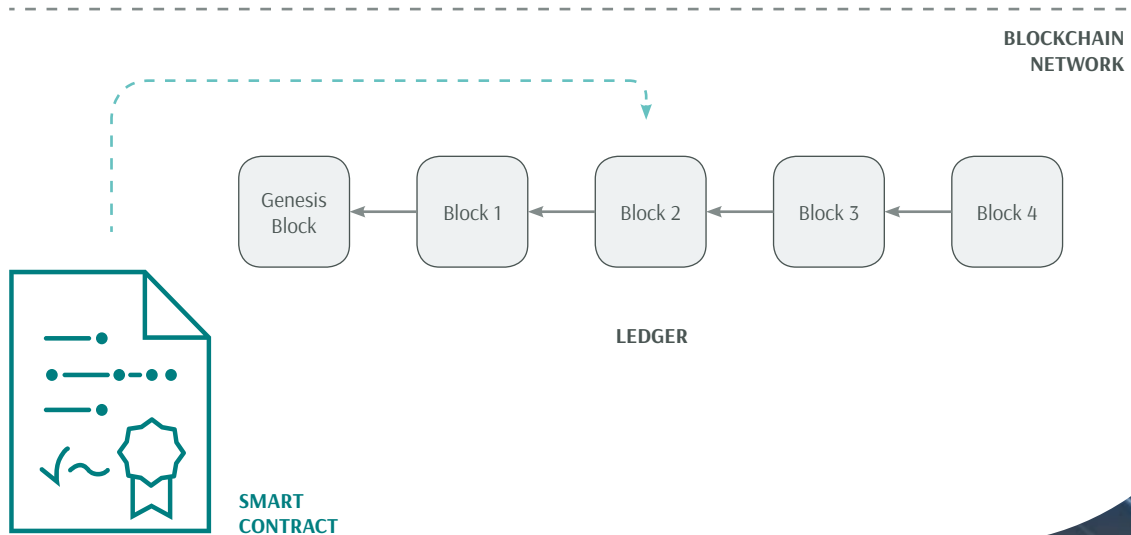 BLOCKCHAIN
NETWORK
Genesis
Block
Block 1
Block 2
Block 3
Block 4
LEDGER
SMART
CONTRACT